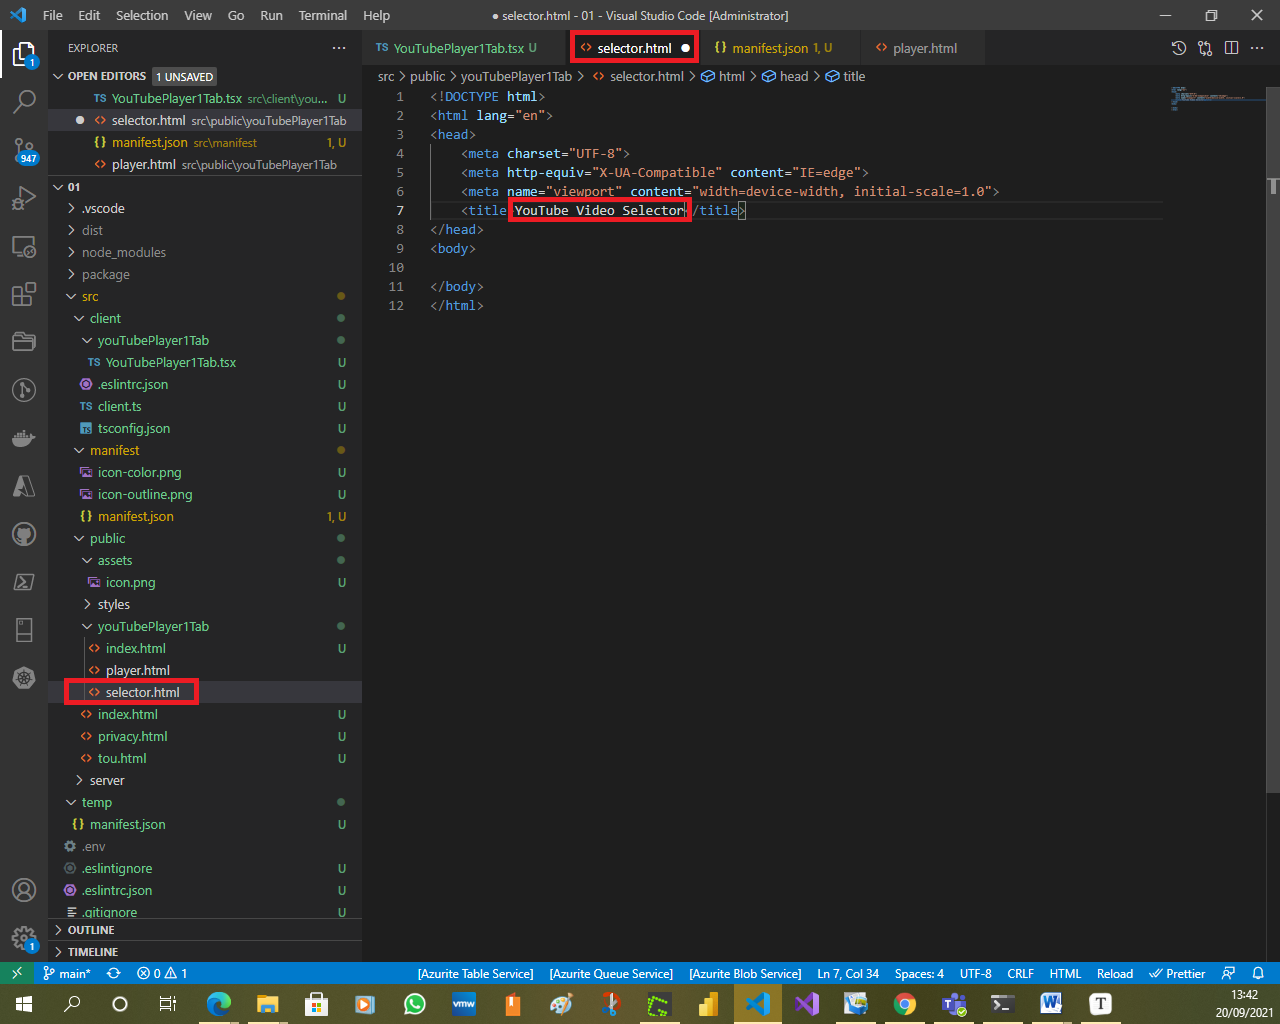 File Edit Selection View Go Run Terminal Help ● selector.html - 01 - Visual Studio Code [Administrator]
EXPLORER ···
TS YouTubePlayer1Tab.tsx U
<> selector.html ●
{} manifest.json 1, U
<> player.html
OPEN EDITORS 1 UNSAVED
src > public > youTubePlayer1Tab > <> selector.html > html > head > title
TS YouTubePlayer1Tab.tsx src\client\you... U
● <> selector.html src\public\youTubePlayer1Tab
{} manifest.json src\manifest 1, U
<> player.html src\public\youTubePlayer1Tab
01
.vscode
dist
node_modules
package
src
client
youTubePlayer1Tab
TS YouTubePlayer1Tab.tsx U
.eslintrc.json U
TS client.ts U
TS tsconfig.json U
manifest
icon-color.png U
icon-outline.png U
{} manifest.json 1, U
public
assets
icon.png U
styles
youTubePlayer1Tab
<> index.html U
<> player.html
<> selector.html
<> index.html U
<> privacy.html U
<> tou.html U
server
temp
{} manifest.json U
.env
.eslintignore U
.eslintrc.json U
.gitignore U
OUTLINE
TIMELINE
1 <!DOCTYPE html>
2 <html lang="en">
3 <head>
4 <meta charset="UTF-8">
5 <meta http-equiv="X-UA-Compatible" content="IE=edge">
6 <meta name="viewport" content="width=device-width, initial-scale=1.0">
7 <title>YouTube Video Selector</title>
8 </head>
9 <body>
10
11 </body>
12 </html>
1
947
1
main* 0 1 [Azurite Table Service] [Azurite Queue Service] [Azurite Blob Service] Ln 7, Col 34 Spaces: 4 UTF-8 CRLF HTML Reload Prettier
vmw
W
T
13:42
20/09/2021